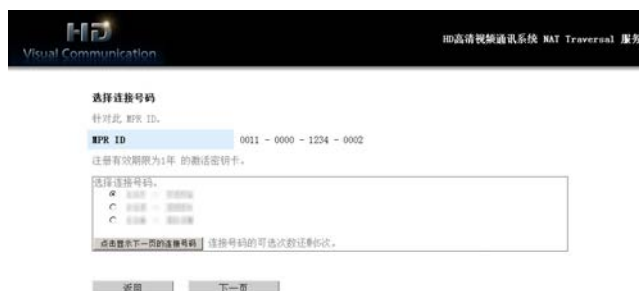 HD
Visual Communication
HD高清视频通讯系统 NAT Traversal 服务
选择连接号码
针对此 MPR ID。
MPR ID 0011 - 0000 - 1234 - 0002
注册有效期限为1年 的激活密钥卡。
选择连接号码。
点击显示下一页的连接号码 连接号码的可选次数还剩5次。
返回 下一页